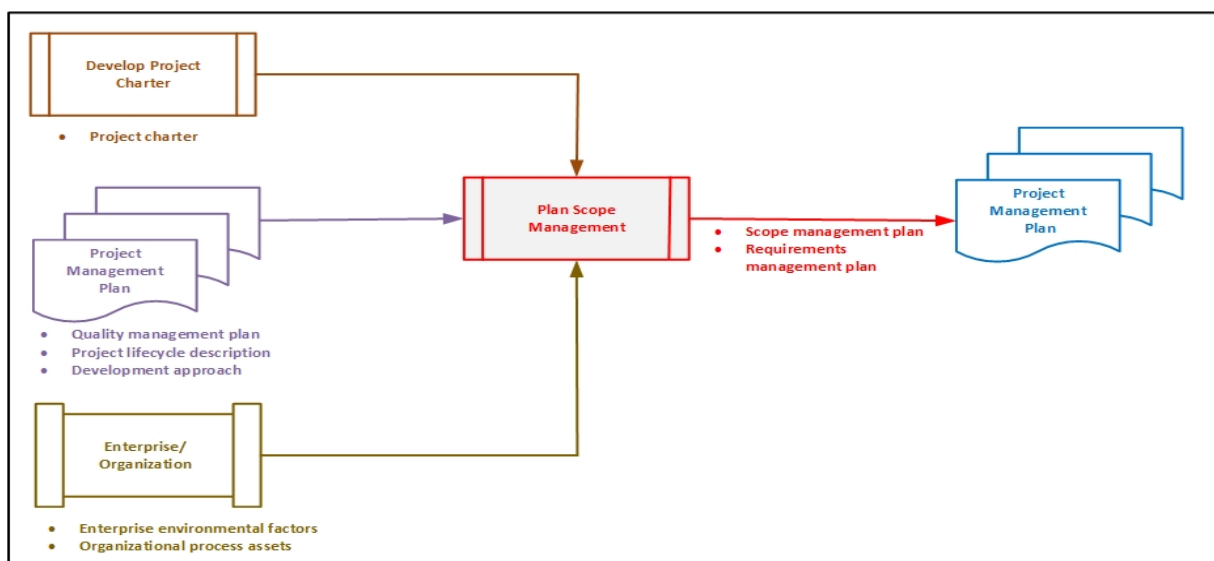 Develop Project
Charter
• Project charter
Project
Management
Plan
• Quality management plan
• Project lifecycle description
• Development approach
Enterprise/
Organization
• Enterprise environmental factors
• Organizational process assets
Plan Scope
Management
• Scope management plan
• Requirements
management plan
Project
Management
Plan